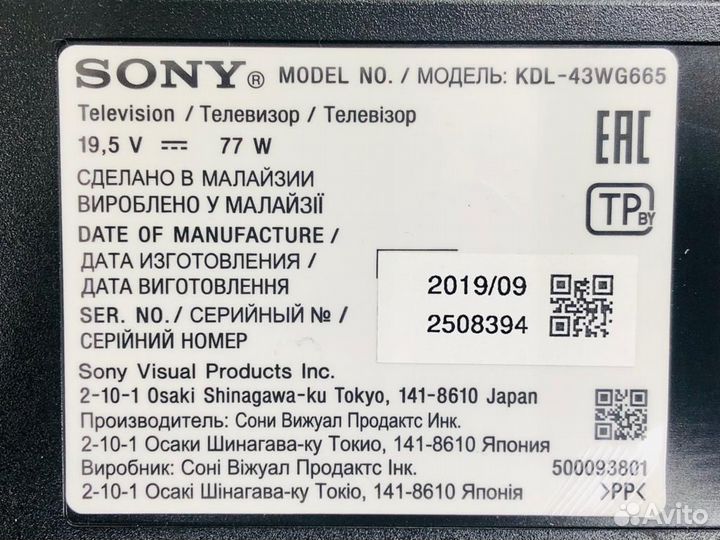 SONY® MODEL NO. / МОДЕЛЬ: KDL-43WG665
Television / Телевизор / Телевізор
19,5 V ⎓ 77 W
EAC
СДЕЛАНО В МАЛАЙЗИИ
ВИРОБЛЕНО У МАЛАЙЗІЇ
TP BY
DATE OF MANUFACTURE /
ДАТА ИЗГОТОВЛЕНИЯ /
ДАТА ВИГОТОВЛЕННЯ
2019/09
SER. NO./ СЕРИЙНЫЙ № /
СЕРІЙНИЙ НОМЕР
2508394
Sony Visual Products Inc.
2-10-1 Osaki Shinagawa-ku Tokyo, 141-8610 Japan
Производитель: Сони Вижуал Продактс Инк.
2-10-1 Осаки Шинагава-ку Токио, 141-8610 Япония
Виробник: Соні Віжуал Продактс Інк. 500093801
2-10-1 Осакі Шінагава-ку Токіо, 141-8610 Японія >PP<
Avito